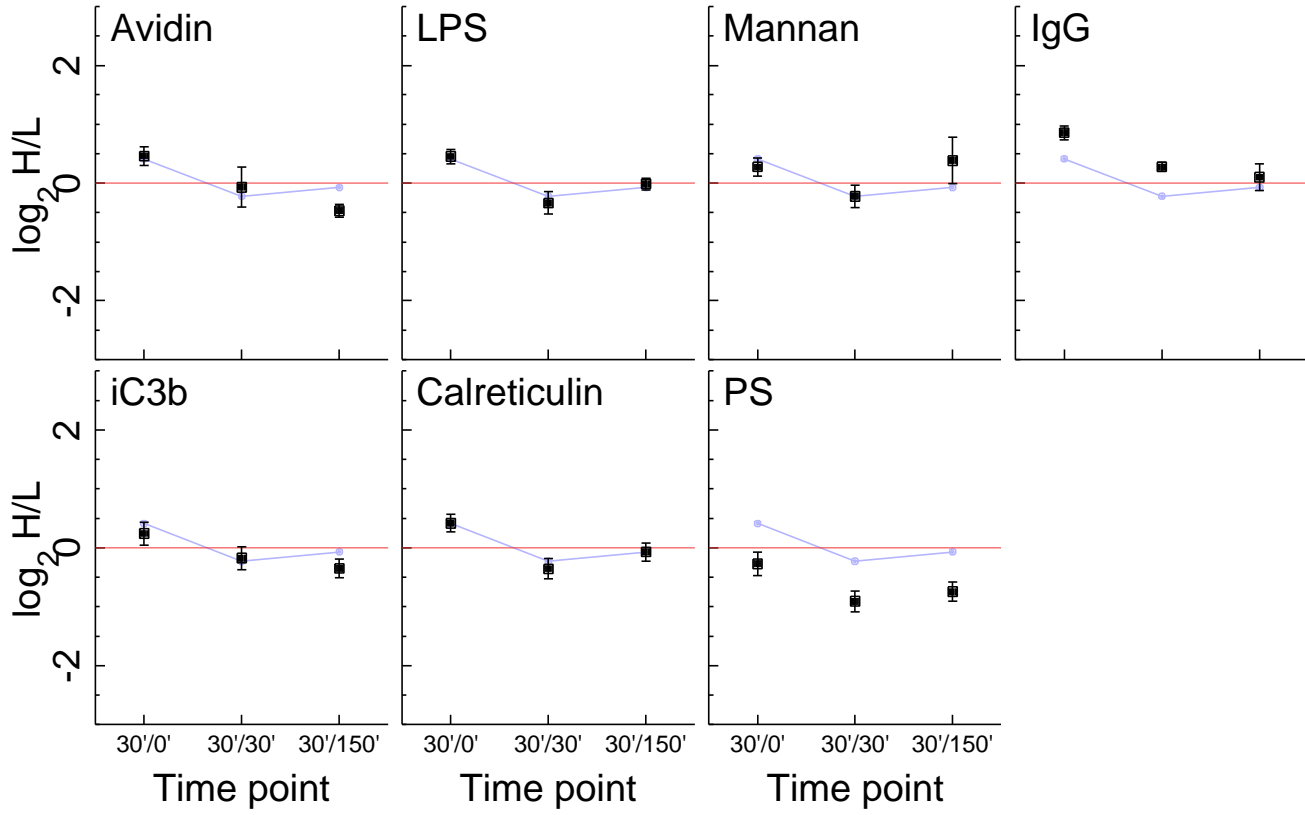 Avidin
LPS
Mannan
IgG
2
0
-2
log2 H/L
iC3b
Calreticulin
PS
2
0
-2
log2 H/L
30'/0' 30'/30' 30'/150'
30'/0' 30'/30' 30'/150'
30'/0' 30'/30' 30'/150'
Time point
Time point
Time point